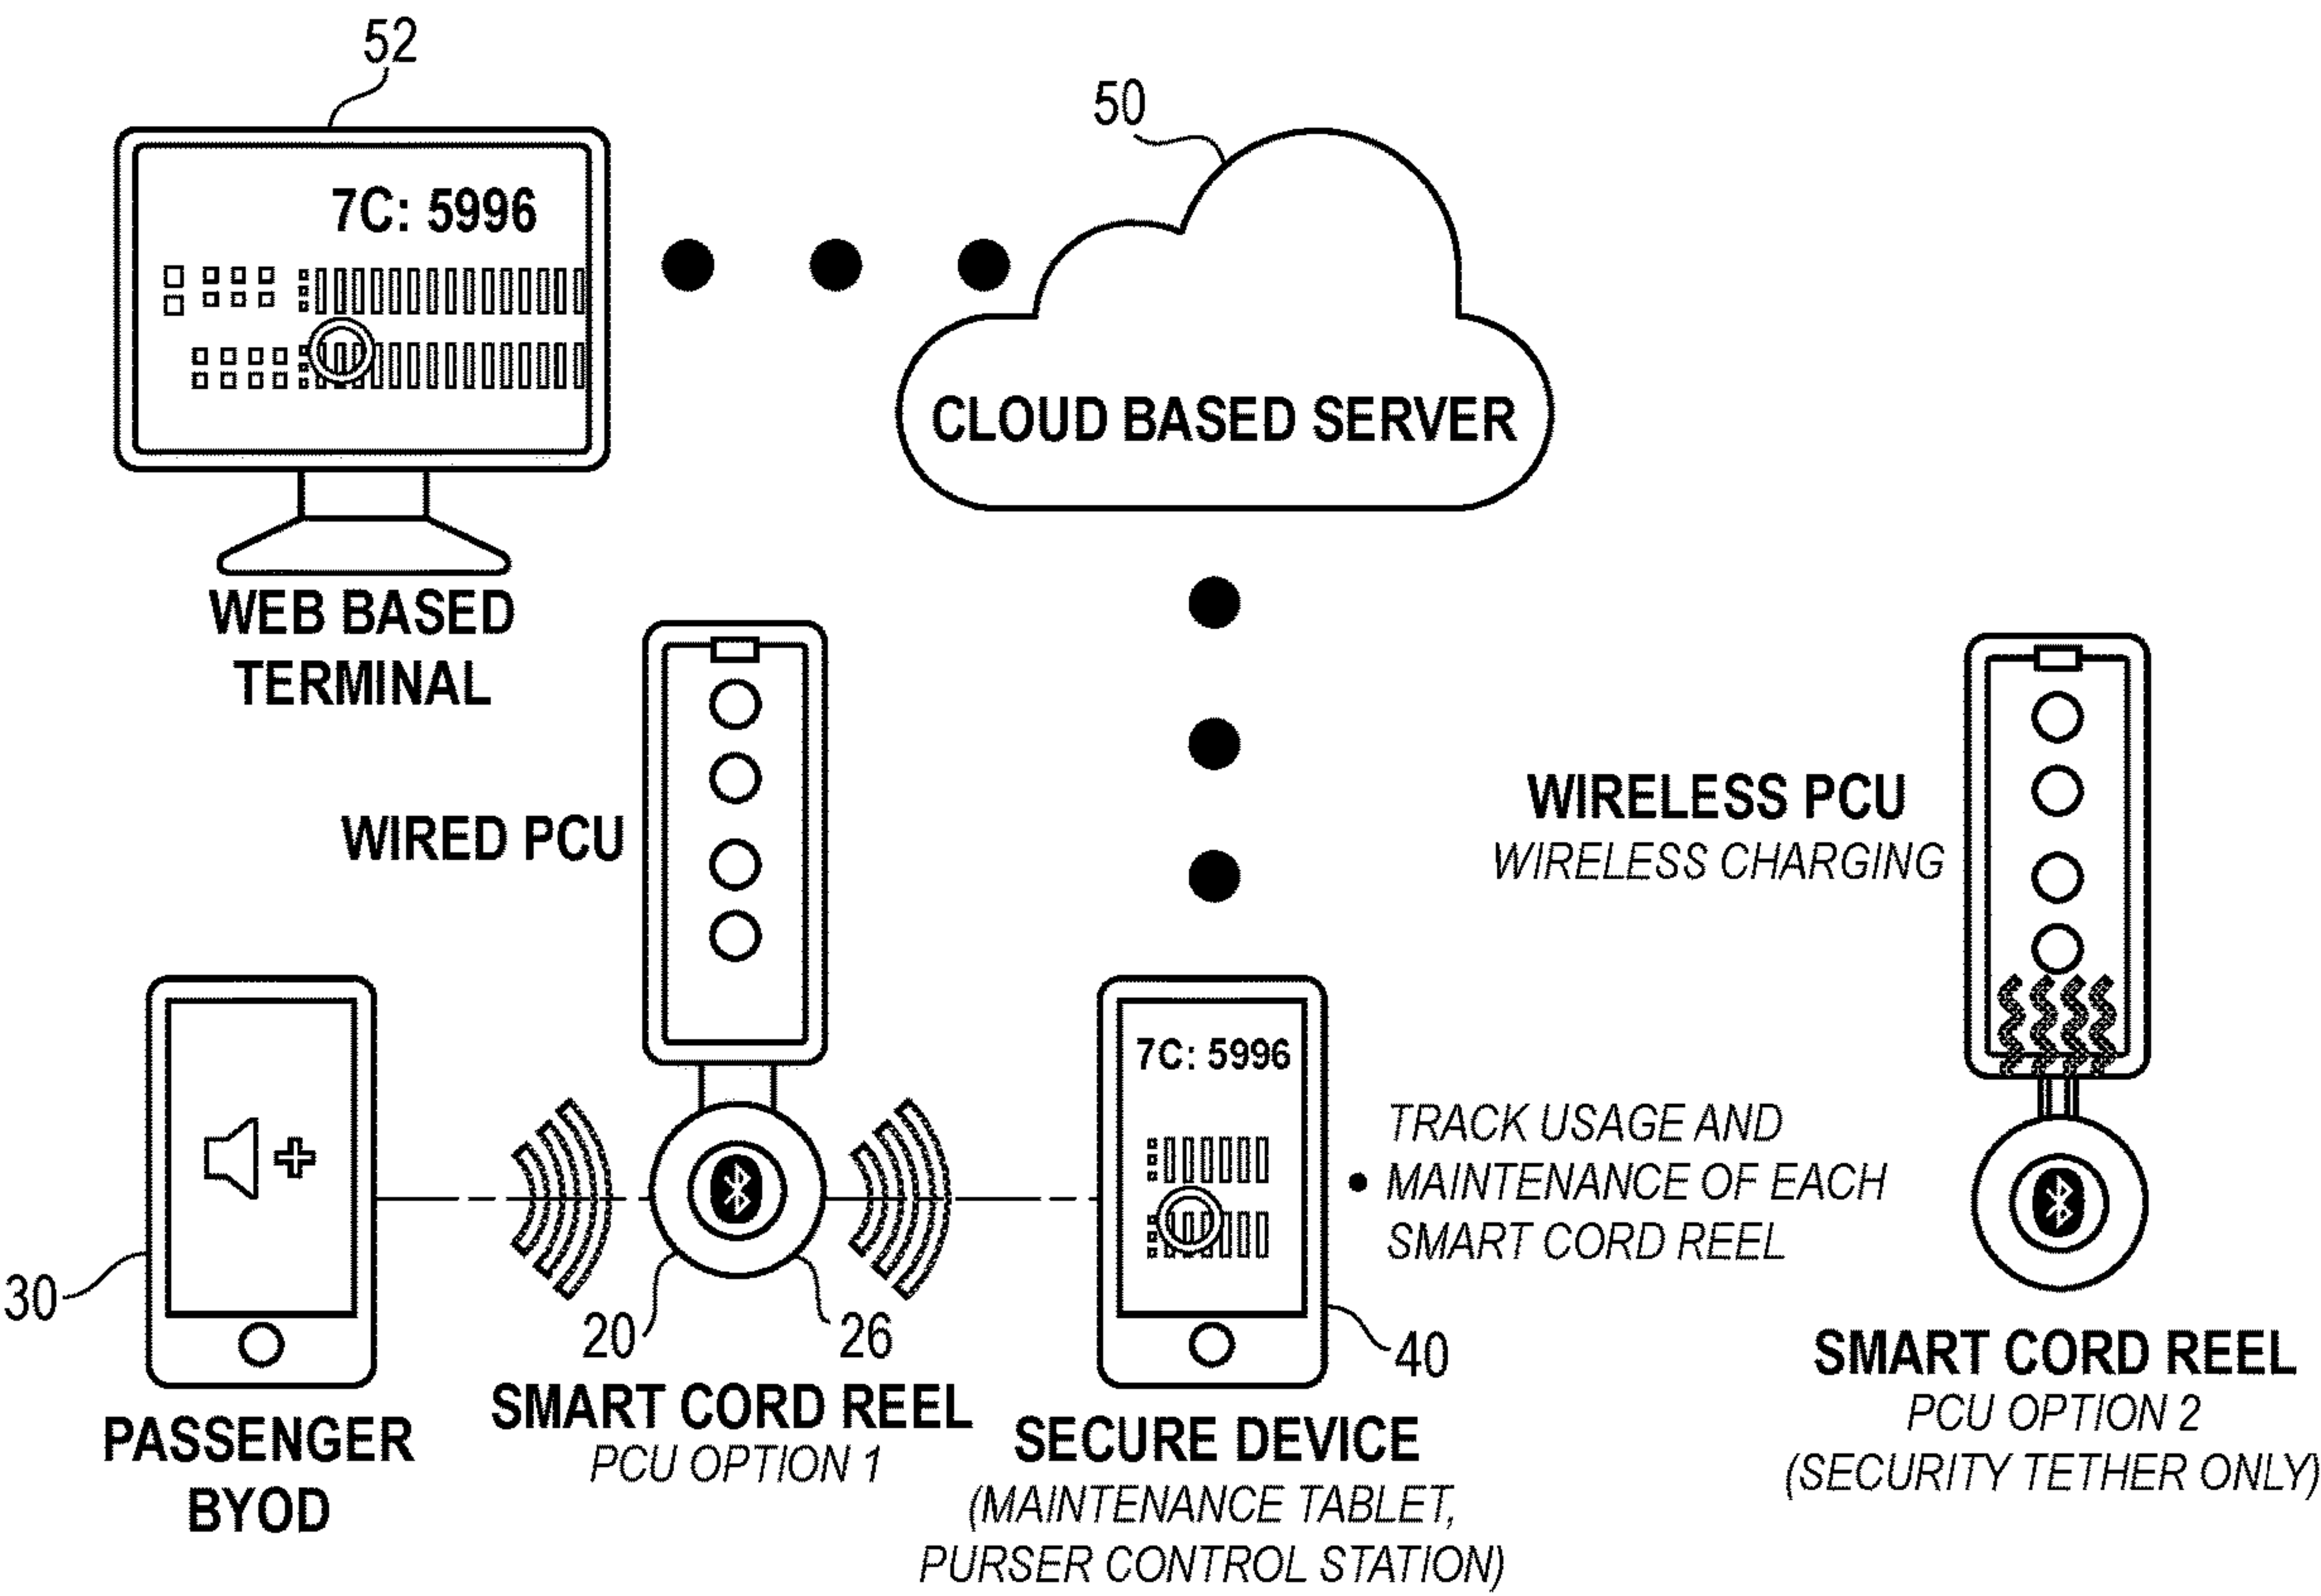 52
50
7C: 5996
CLOUD BASED SERVER
WEB BASED
TERMINAL
WIRED PCU
WIRELESS PCU
WIRELESS CHARGING
7C: 5996
• TRACK USAGE AND
MAINTENANCE OF EACH
SMART CORD REEL
30
20
26
40
PASSENGER
BYOD
SMART CORD REEL
PCU OPTION 1
SECURE DEVICE
(MAINTENANCE TABLET,
PURSER CONTROL STATION)
SMART CORD REEL
PCU OPTION 2
(SECURITY TETHER ONLY)